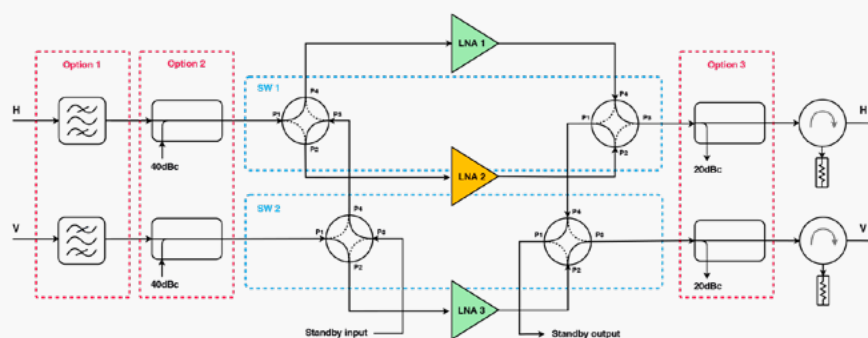 LNA 1
Option 1
Option 2
Option 3
SW 1
P4
P4
H
P1
P3
P1
P3
H
P2
P2
40dBc
20dBc
LNA 2
SW 2
P4
P4
V
P1
P3
P1
P3
V
P2
P2
40dBc
20dBc
LNA 3
Standby input
Standby output